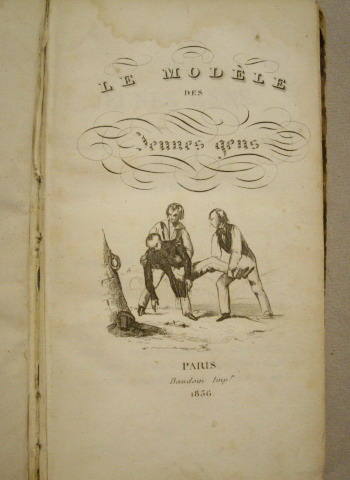 LE MODÈLE
DES
Jeunes gens
PARIS
Baudoin Impr
1836